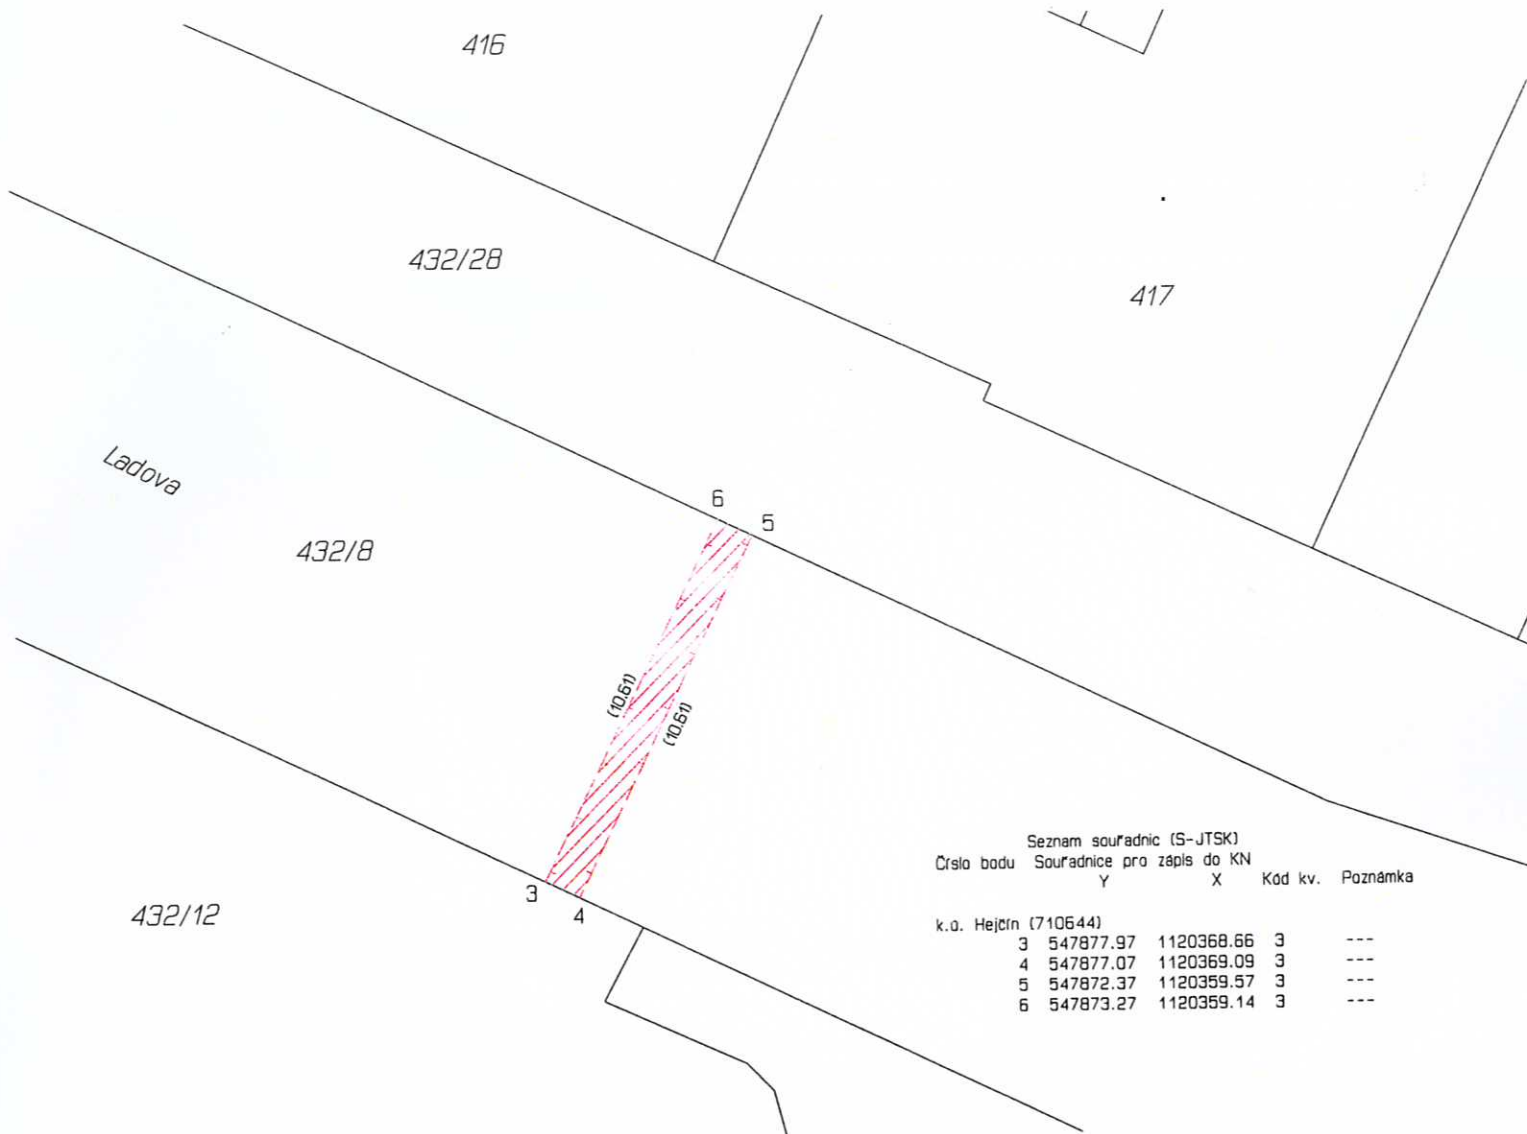 416
432/28
417
Ladova
6
5
432/8
(10.61)
(10.61)
3
4
432/12
Seznam souřadnic (S-JTSK)
Číslo bodu Souřadnice pro zápis do KN
Y X Kód kv. Poznámka
k.ú. Hejčín (710644)
3 547877.97 1120368.66 3 ---
4 547877.07 1120369.09 3 ---
5 547872.37 1120359.57 3 ---
6 547873.27 1120359.14 3 ---